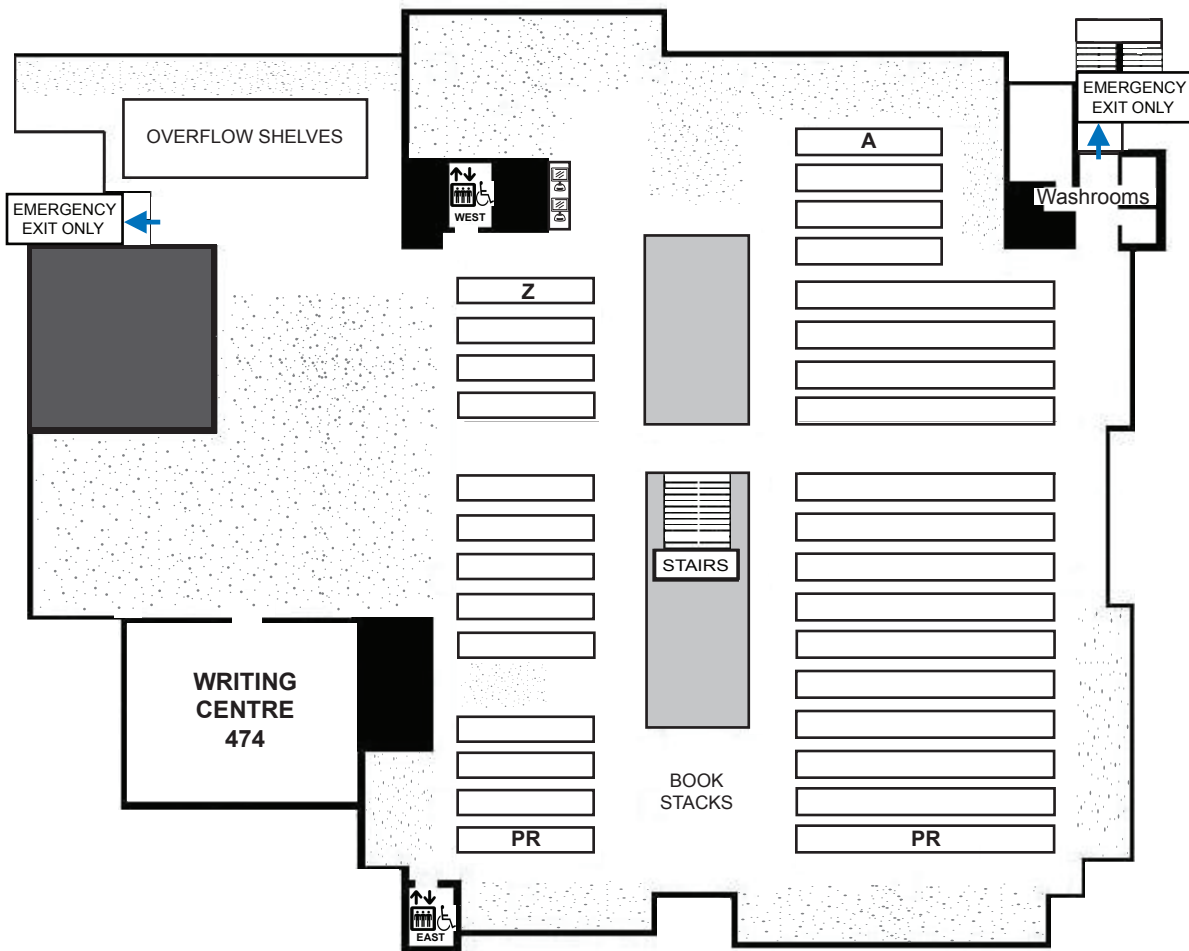 EMERGENCY
EXIT ONLY
OVERFLOW SHELVES
A
WEST
Washrooms
EMERGENCY
EXIT ONLY
Z
STAIRS
WRITING
CENTRE
474
BOOK
STACKS
PR
PR
EAST